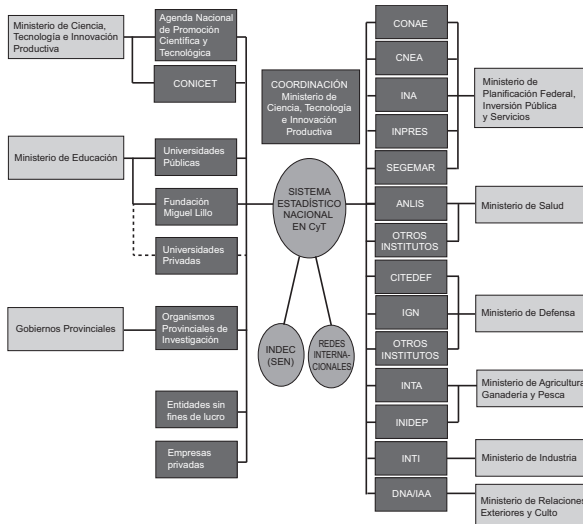 Ministerio de Ciencia,
Tecnología e Innovación
Productiva
Agenda Nacional
de Promoción
Científica y
Tecnológica
CONICET
Ministerio de Educación
Universidades
Públicas
Fundación
Miguel Lillo
Universidades
Privadas
Gobiernos Provinciales
Organismos
Provinciales de
Investigación
Entidades sin
fines de lucro
Empresas
privadas
COORDINACIÓN
Ministerio de
Ciencia, Tecnología
e Innovación
Productiva
SISTEMA
ESTADÍSTICO
NACIONAL
EN CyT
INDEC
(SEN)
REDES
INTERNA-
CIONALES
CONAE
CNEA
INA
INPRES
SEGEMAR
Ministerio de
Planificación Federal,
Inversión Pública
y Servicios
ANLIS
OTROS
INSTITUTOS
Ministerio de Salud
CITEDEF
IGN
OTROS
INSTITUTOS
Ministerio de Defensa
INTA
INIDEP
Ministerio de Agricultura
Ganadería y Pesca
INTI
Ministerio de Industria
DNA/IAA
Ministerio de Relaciones
Exteriores y Culto